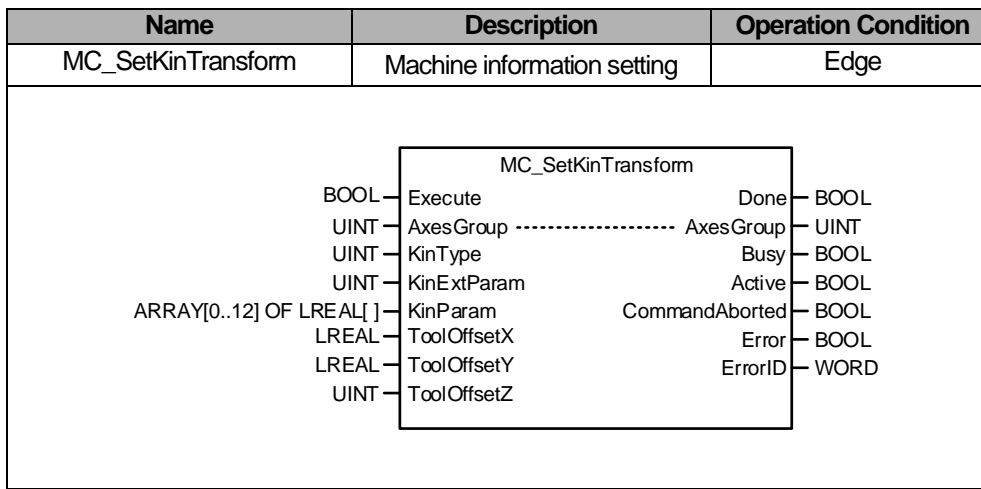 Name Description Operation Condition
MC_SetKinTransform Machine information setting Edge
MC_SetKinTransform
BOOL Execute Done BOOL
UINT AxesGroup AxesGroup UINT
UINT KinType Busy BOOL
UINT KinExtParam Active BOOL
ARRAY[0..12] OF LREAL[ ] KinParam CommandAborted BOOL
LREAL ToolOffsetX Error BOOL
LREAL ToolOffsetY ErrorID WORD
UINT ToolOffsetZ